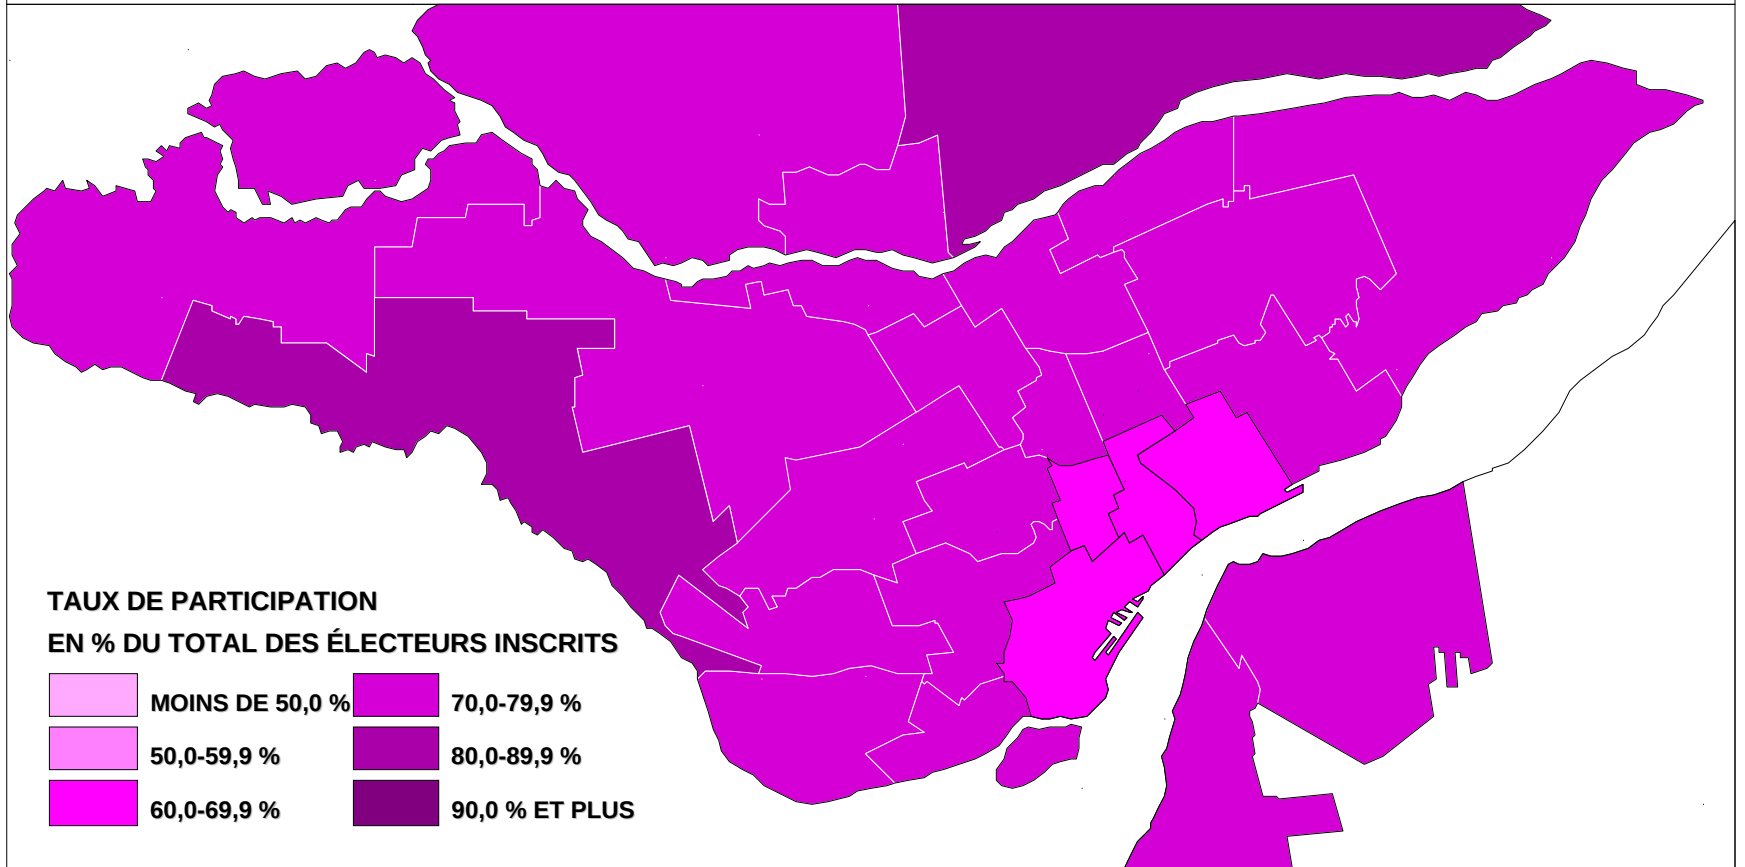 TAUX DE PARTICIPATION
EN % DU TOTAL DES ÉLECTEURS INSCRITS
MOINS DE 50,0 %
50,0-59,9 %
60,0-69,9 %
70,0-79,9 %
80,0-89,9 %
90,0 % ET PLUS